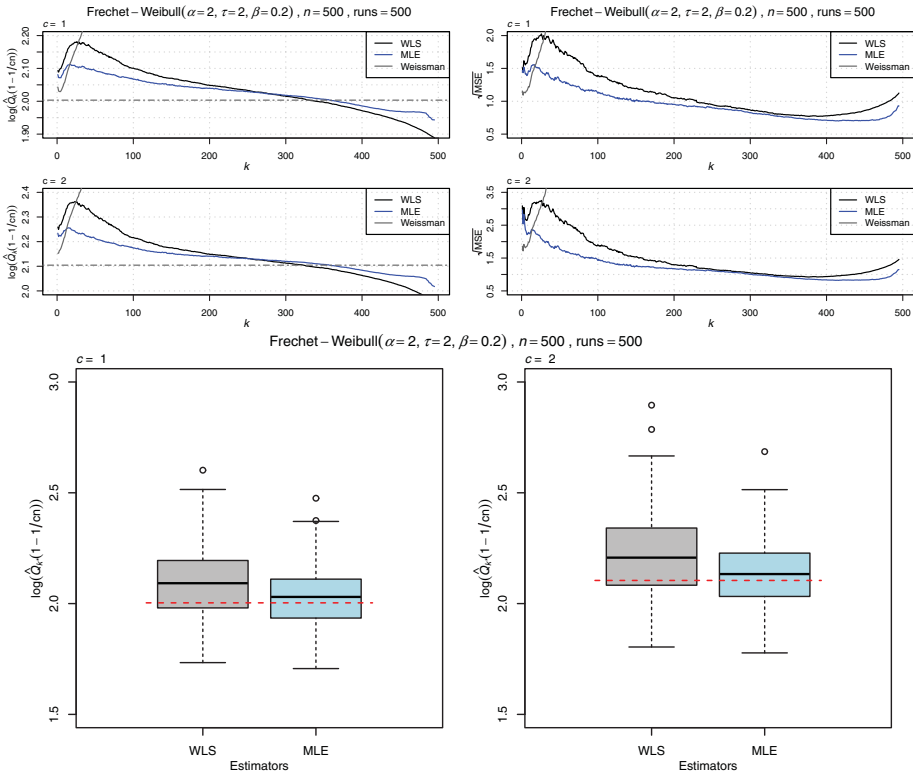 Frechet−Weibull(α=2, τ=2, β=0.2) , n=500 , runs=500
c = 1
log(Q̂ₖ(1−1/cn))
1.90 2.00 2.10 2.20
WLS
MLE
Weissman
0 100 200 300 400 500
k
Frechet−Weibull(α=2, τ=2, β=0.2) , n=500 , runs=500
c = 1
√MSE
0.5 1.0 1.5 2.0
WLS
MLE
Weissman
0 100 200 300 400 500
k
c = 2
log(Q̂ₖ(1−1/cn))
2.0 2.1 2.2 2.3 2.4
WLS
MLE
Weissman
0 100 200 300 400 500
k
c = 2
√MSE
0.5 1.5 2.5 3.5
WLS
MLE
Weissman
0 100 200 300 400 500
k
Frechet−Weibull(α=2, τ=2, β=0.2) , n=500 , runs=500
c = 1
log(Q̂ₖ*(1−1/cn))
1.5 2.0 2.5 3.0
WLS MLE
Estimators
c = 2
log(Q̂ₖ*(1−1/cn))
1.5 2.0 2.5 3.0
WLS MLE
Estimators